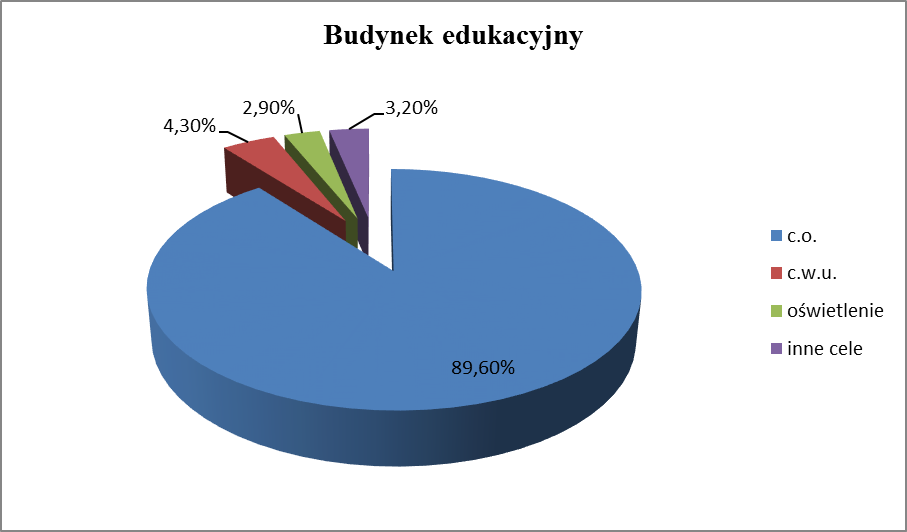 Budynek edukacyjny
4,30%
2,90%
3,20%
89,60%
c.o.
c.w.u.
oświetlenie
inne cele